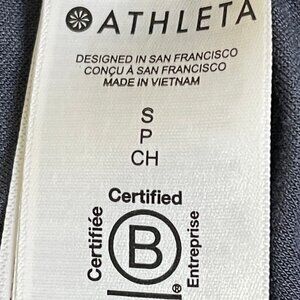 ATHLETA
DESIGNED IN SAN FRANCISCO
CONÇU À SAN FRANCISCO
MADE IN VIETNAM
S
P
CH
Certified
Certifiée
B
Entreprise
®